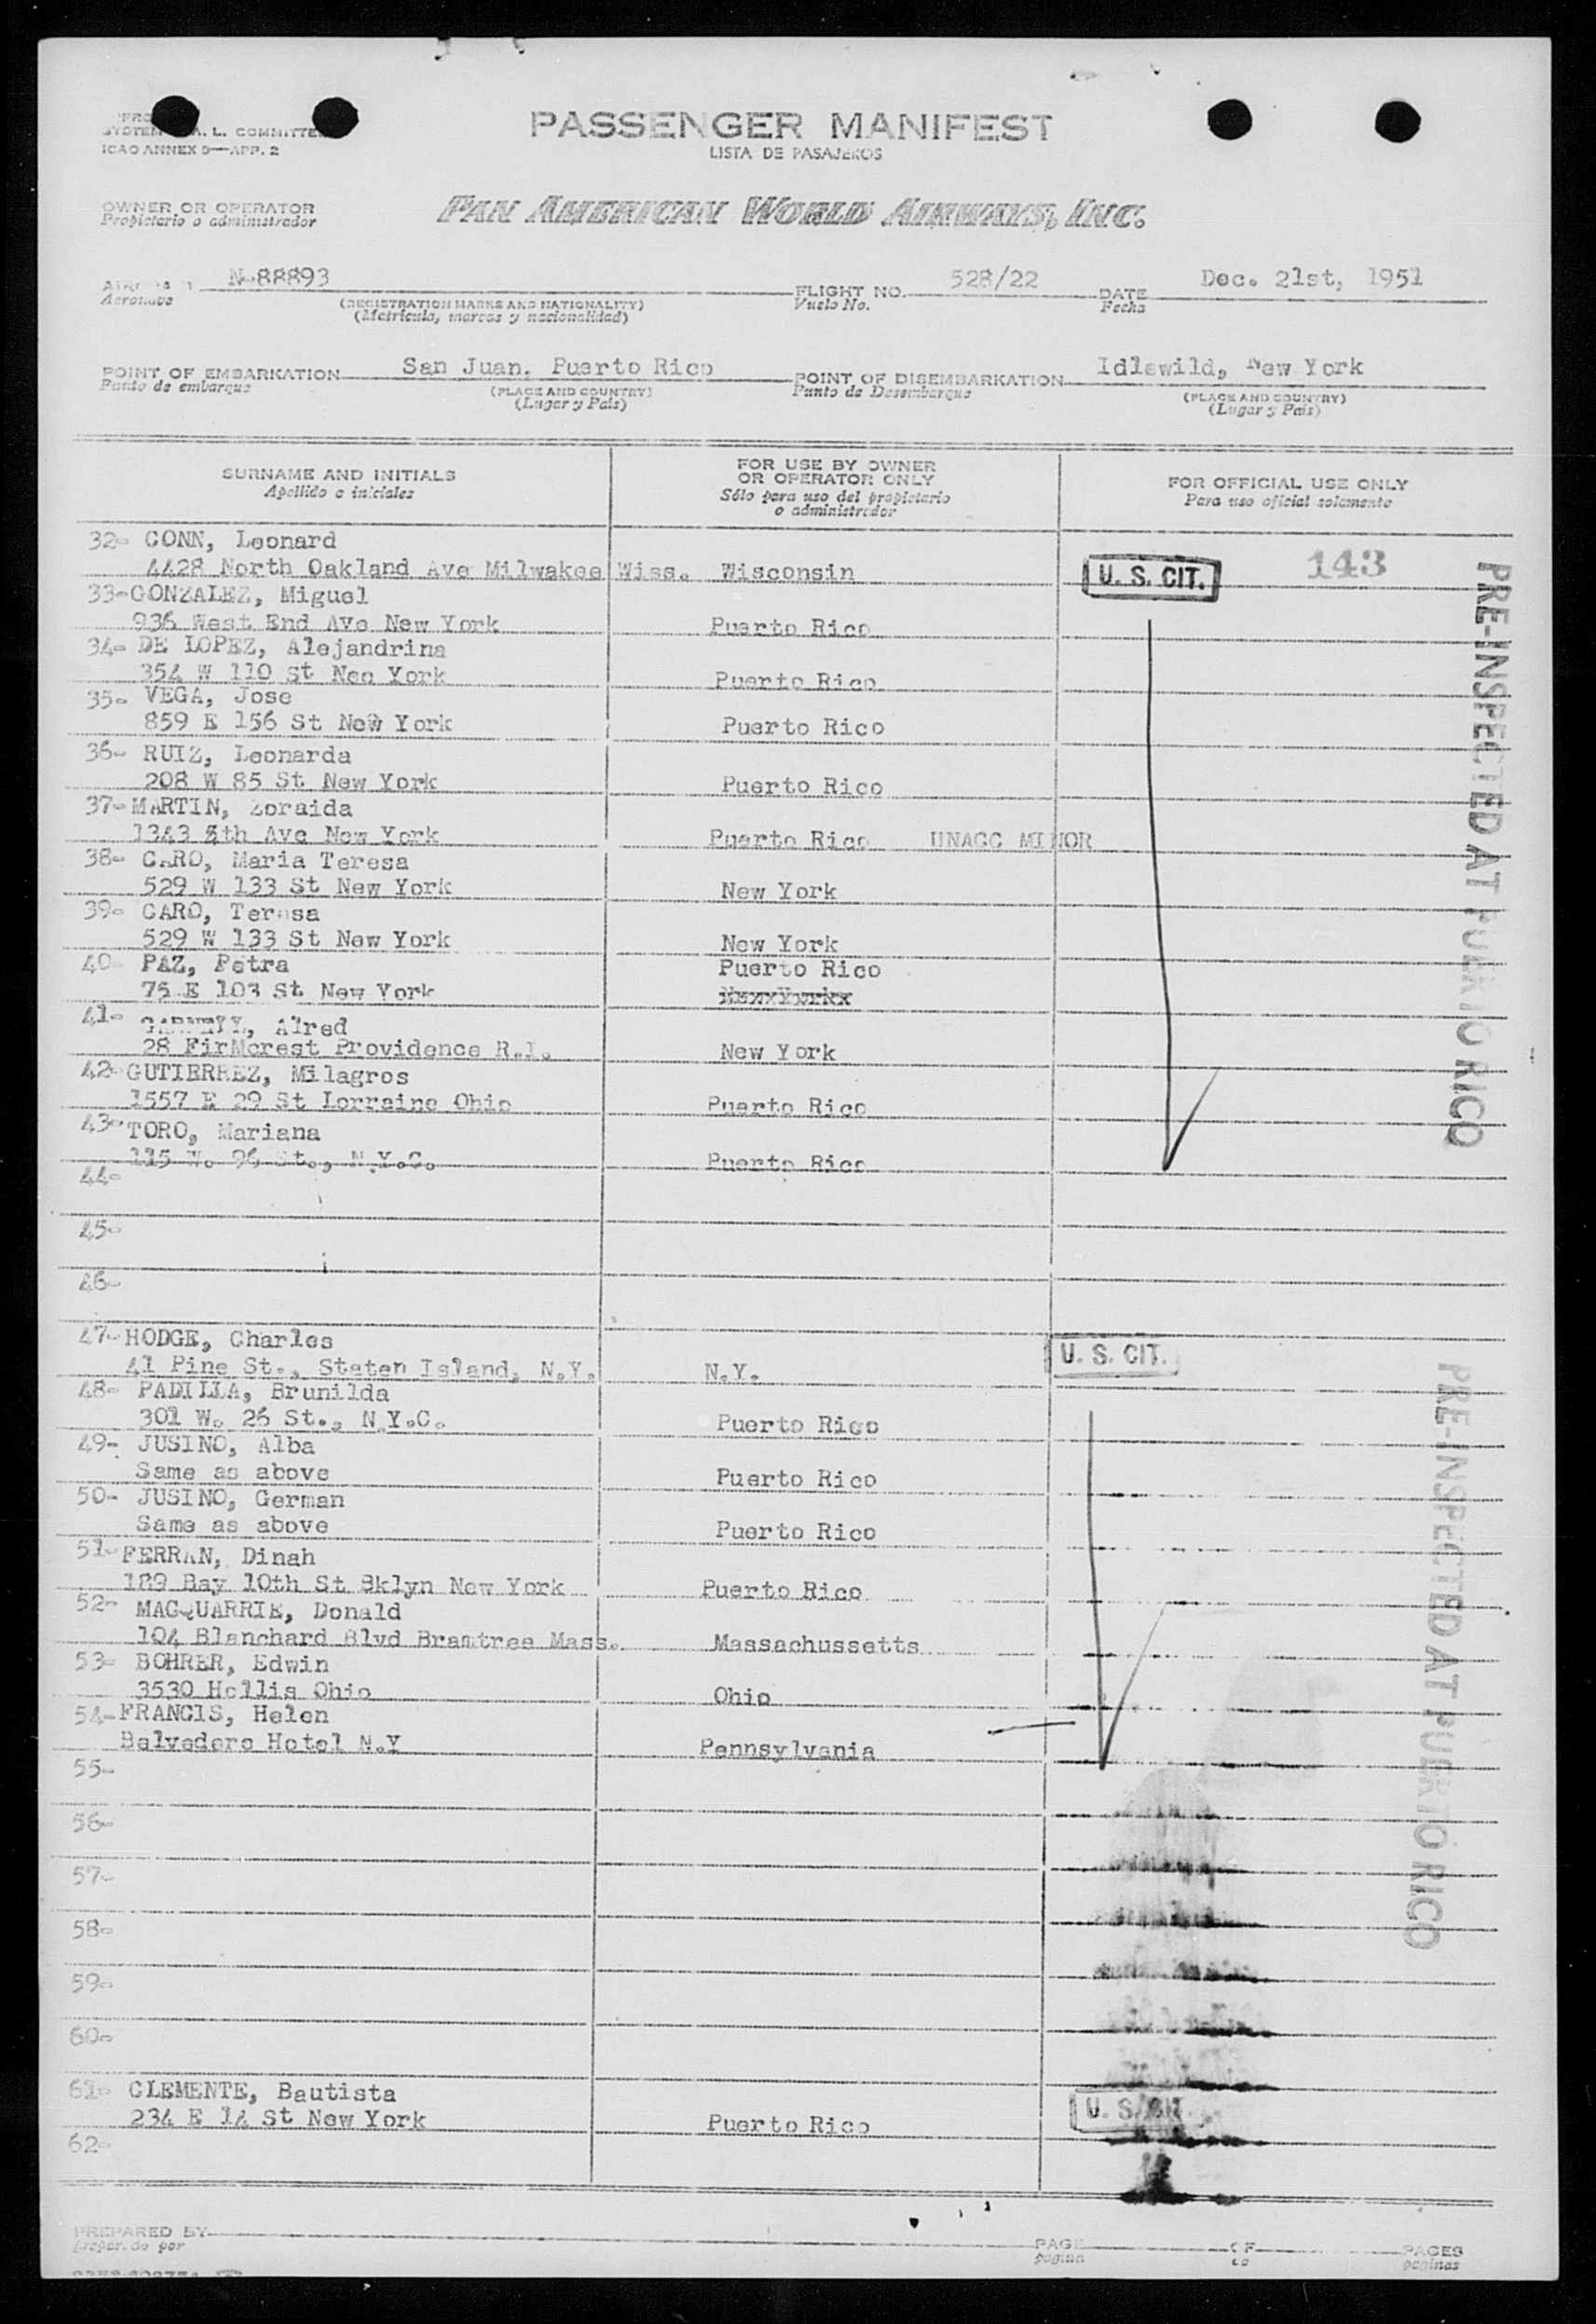 A. L. COMMITTEE
ICAO ANNEX 9—APP. 2
PASSENGER MANIFEST
LISTA DE PASAJEROS
OWNER OR OPERATOR
Propietario o administrador
PAN AMERICAN WORLD AIRWAYS, INC.
Aeronave
N-88893
(REGISTRATION MARKS AND NATIONALITY)
(Matricula, marcas y nacionalidad)
FLIGHT NO. 528/22
Vuelo No.
DATE Dec. 21st, 1951
Fecha
POINT OF EMBARKATION San Juan. Puerto Rico
Punto de embarque
(PLACE AND COUNTRY)
(Lugar y Pais)
POINT OF DISEMBARKATION Idlewild, New York
Punto de Desembarque
(PLACE AND COUNTRY)
(Lugar y Pais)
SURNAME AND INITIALS
Apellido e iniciales
FOR USE BY OWNER
OR OPERATOR ONLY
Sólo para uso del propietario
o administrador
FOR OFFICIAL USE ONLY
Para uso oficial solamente
32- CONN, Leonard
4428 North Oakland Ave Milwakee Wiss. Wisconsin
U. S. CIT.
143
33-GONZALEZ, Miguel
936 West End Ave New York Puerto Rico
34- DE LOPEZ, Alejandrina
354 W 110 St Neo York Puerto Rico
35- VEGA, Jose
859 E 156 St New York Puerto Rico
36- RUIZ, Leonarda
208 W 85 St New York Puerto Rico
37-MARTIN, Zoraida
1343 5th Ave New York Puerto Rico UNACC MINOR
38- CARO, Maria Teresa
529 W 133 St New York New York
39- CARO, Teresa
529 W 133 St New York New York
40- PAZ, Petra Puerto Rico
75 E 103 St New York
41- Alred
28 FirMcrest Providence R.I. New York
42-GUTIERREZ, Milagros
1557 E 29 St Lorraine Ohio Puerto Rico
43-TORO, Mariana
115 W. 96 St., N.Y.C. Puerto Rico
44-
45-
46-
PRE-INSPECTED AT PUERTO RICO
47-HODGE, Charles
41 Pine St., Staten Island, N.Y. N.Y.
U. S. CIT.
48- PADILLA, Brunilda
301 W. 26 St., N.Y.C. Puerto Rico
49- JUSINO, Alba
Same as above Puerto Rico
50- JUSINO, German
Same as above Puerto Rico
51-FERRAN, Dinah
189 Bay 10th St Bklyn New York Puerto Rico
52- MACQUARRIE, Donald
104 Blanchard Blvd Bramtree Mass. Massachussetts
53- BOHRER, Edwin
3530 Hollis Ohio Ohio
54-FRANCIS, Helen
Belvedere Hotel N.Y Pennsylvania
55-
56-
57-
58-
59-
60-
PRE-INSPECTED AT PUERTO RICO
61- CLEMENTE, Bautista
234 E 14 St New York Puerto Rico
U. S. CIT.
62-
PREPARED BY
PAGE OF PAGES
pagina paginas